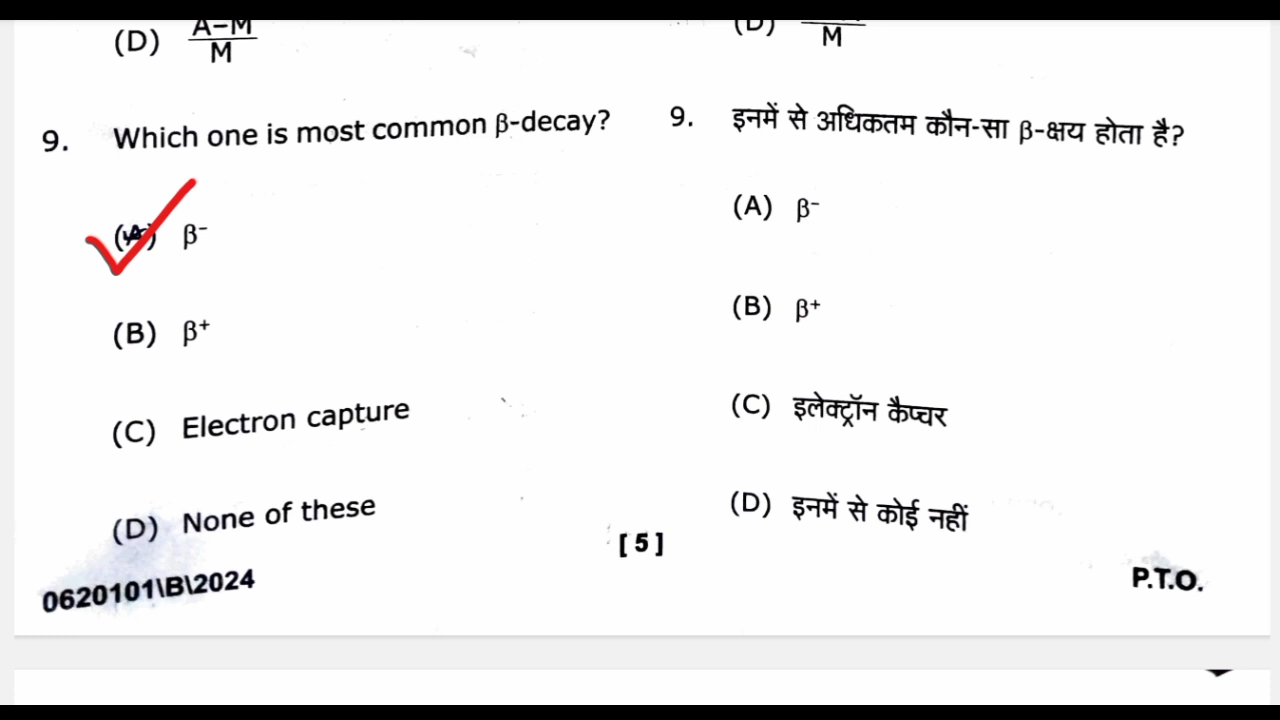 (D) A−M
M
(D)
M
9. Which one is most common β-decay?
(A) β⁻
(B) β⁺
(C) Electron capture
(D) None of these
9. इनमें से अधिकतम कौन-सा β-क्षय होता है?
(A) β⁻
(B) β⁺
(C) इलेक्ट्रॉन कैप्चर
(D) इनमें से कोई नहीं
[ 5 ]
0620101\B\2024
P.T.O.